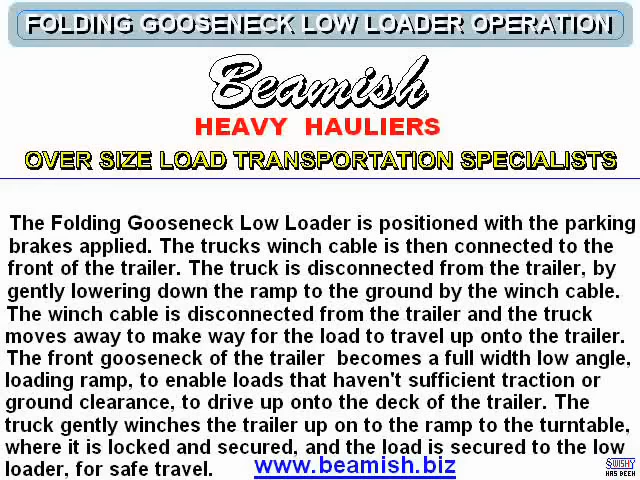 FOLDING GOOSENECK LOW LOADER OPERATION
Beamish
HEAVY HAULIERS
OVER SIZE LOAD TRANSPORTATION SPECIALISTS
The Folding Gooseneck Low Loader is positioned with the parking
brakes applied. The trucks winch cable is then connected to the
front of the trailer. The truck is disconnected from the trailer, by
gently lowering down the ramp to the ground by the winch cable.
The winch cable is disconnected from the trailer and the truck
moves away to make way for the load to travel up onto the trailer.
The front gooseneck of the trailer becomes a full width low angle,
loading ramp, to enable loads that haven't sufficient traction or
ground clearance, to drive up onto the deck of the trailer. The
truck gently winches the trailer up on to the ramp to the turntable,
where it is locked and secured, and the load is secured to the low
loader, for safe travel.
www.beamish.biz